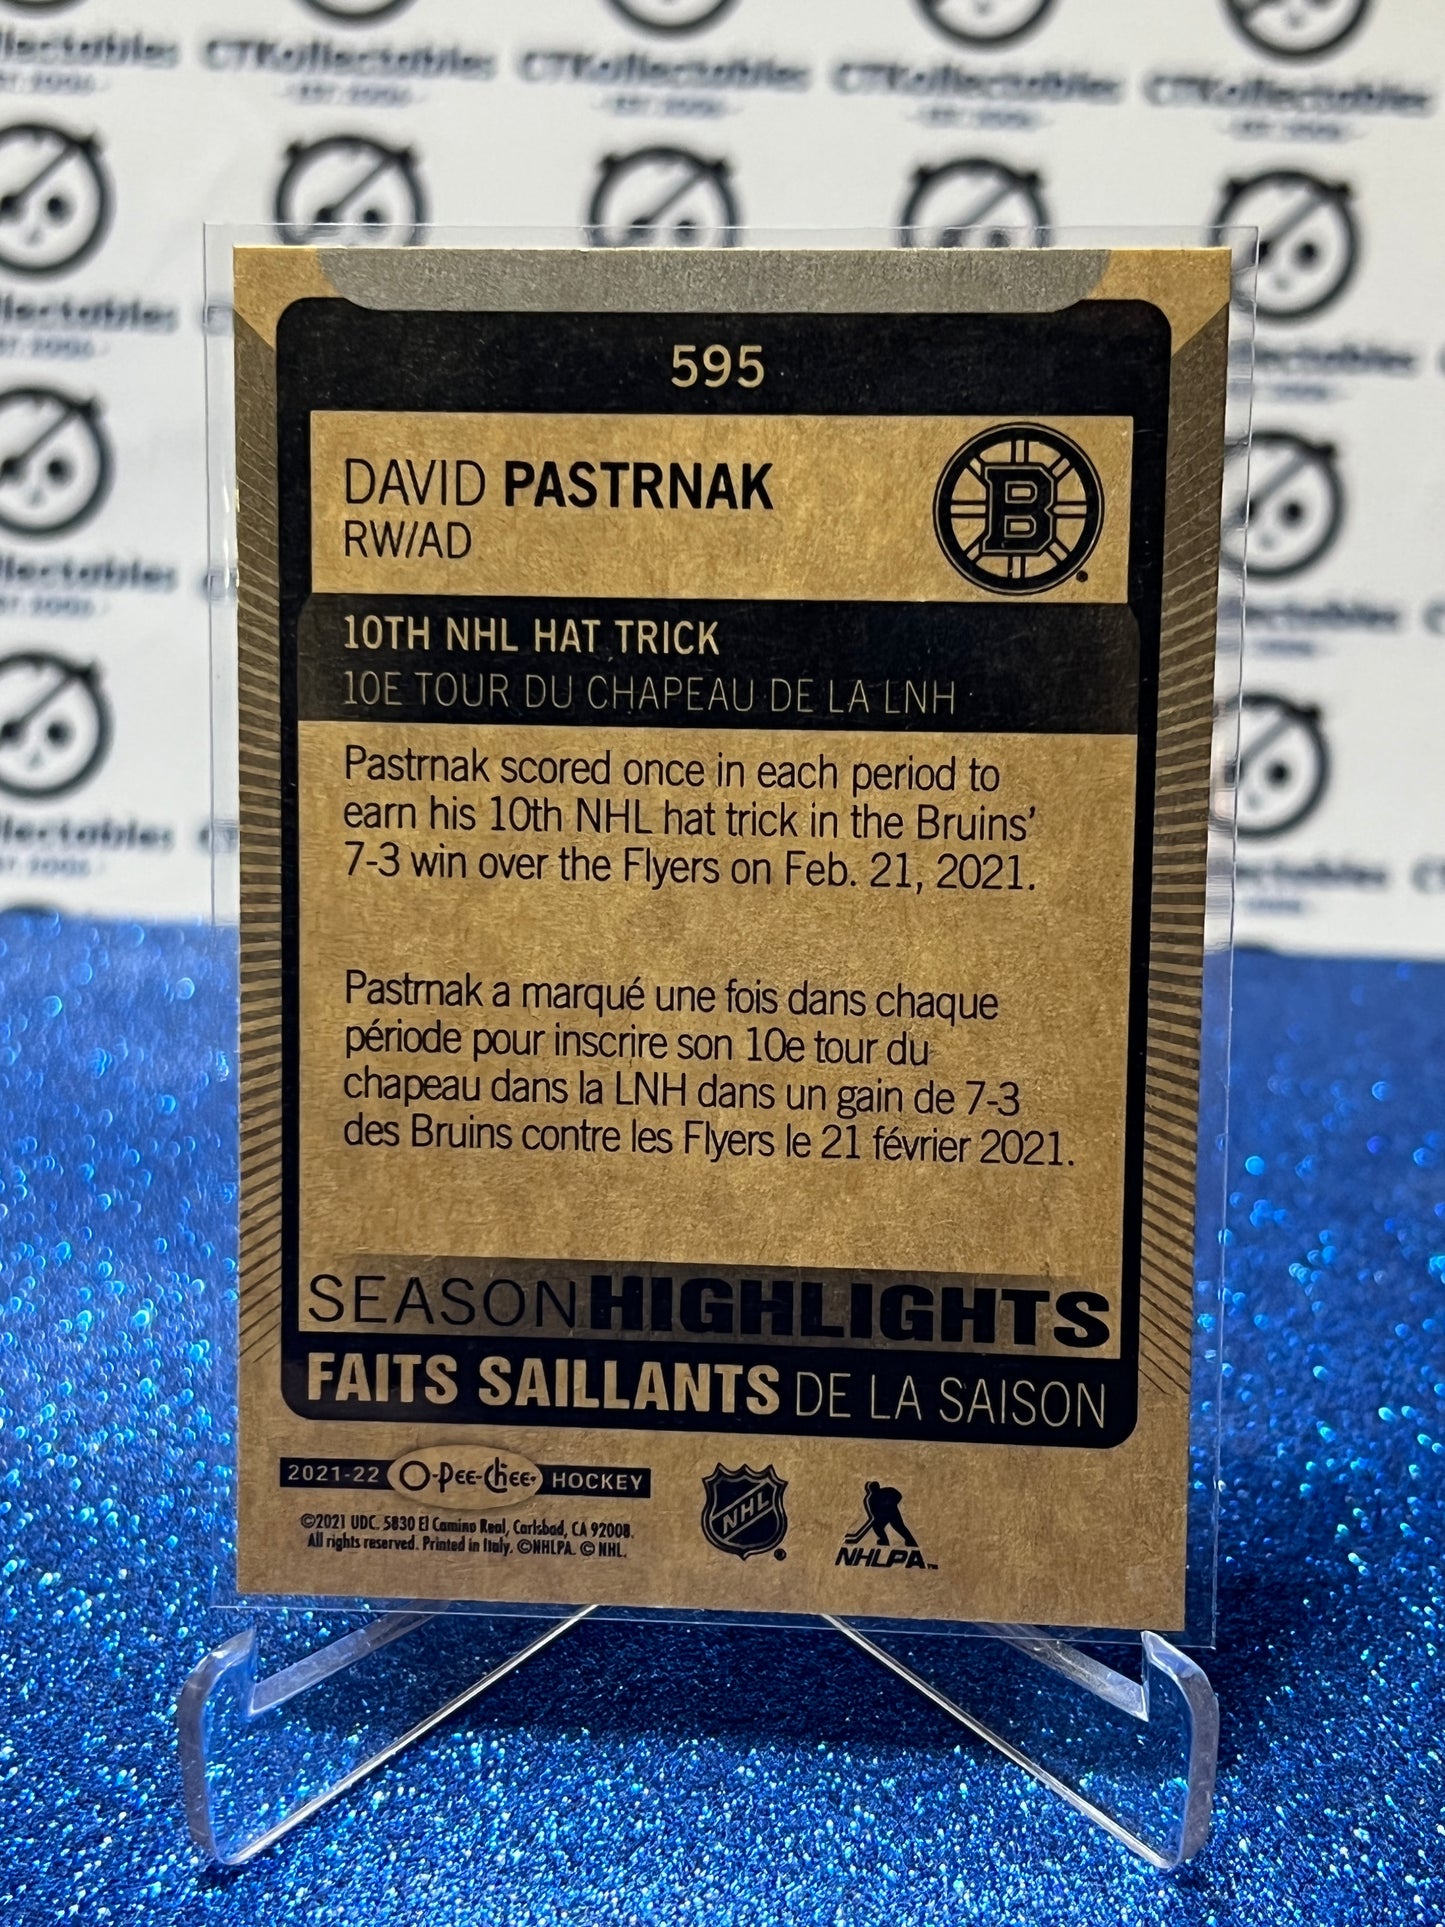 CTKollectables CTKollectables CTKollectables CTKollectables
595
DAVID PASTRNAK
RW/AD
B
10TH NHL HAT TRICK
10E TOUR DU CHAPEAU DE LA LNH
Pastrnak scored once in each period to
earn his 10th NHL hat trick in the Bruins'
7-3 win over the Flyers on Feb. 21, 2021.
Pastrnak a marqué une fois dans chaque
période pour inscrire son 10e tour du
chapeau dans la LNH dans un gain de 7-3
des Bruins contre les Flyers le 21 février 2021.
SEASON HIGHLIGHTS
FAITS SAILLANTS DE LA SAISON
2021-22 O-Pee-Chee HOCKEY
©2021 UDC. 5830 El Camino Real, Carlsbad, CA 92008.
All rights reserved. Printed in Italy. ©NHLPA. © NHL.
NHL
NHLPA™